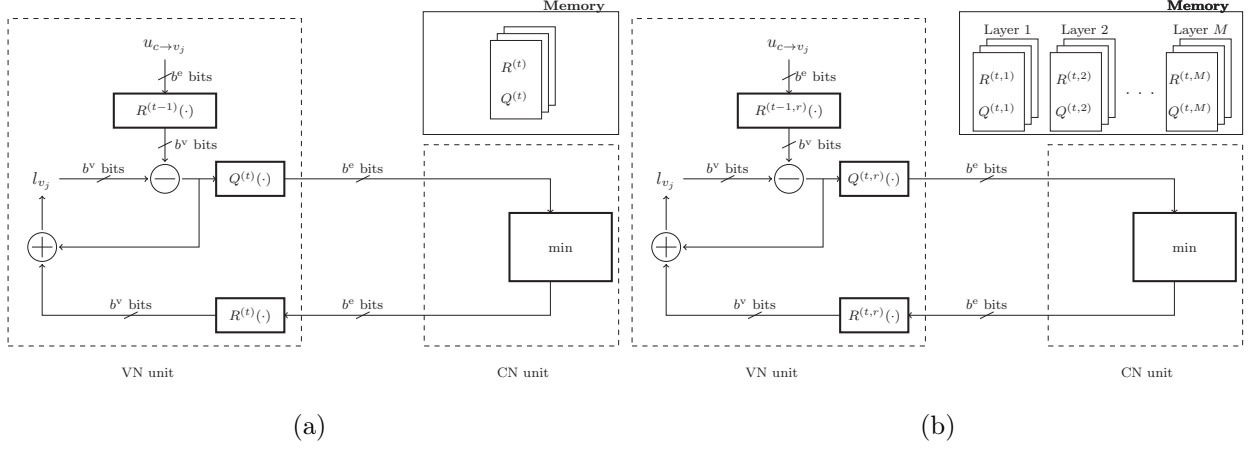 Memory
u_{c→v_j}
b^e bits
R^{(t−1)}(·)
b^v bits
R^{(t)}
Q^{(t)}
l_{v_j}
b^v bits
Q^{(t)}(·)
b^e bits
min
b^v bits
R^{(t)}(·)
b^e bits
VN unit
CN unit
(a)
Memory
Layer 1 Layer 2 Layer M
R^{(t,1)} R^{(t,2)} R^{(t,M)}
Q^{(t,1)} Q^{(t,2)} . . . Q^{(t,M)}
u_{c→v_j}
b^e bits
R^{(t−1,r)}(·)
b^v bits
l_{v_j}
b^v bits
Q^{(t,r)}(·)
b^e bits
min
b^v bits
R^{(t,r)}(·)
b^e bits
VN unit
CN unit
(b)